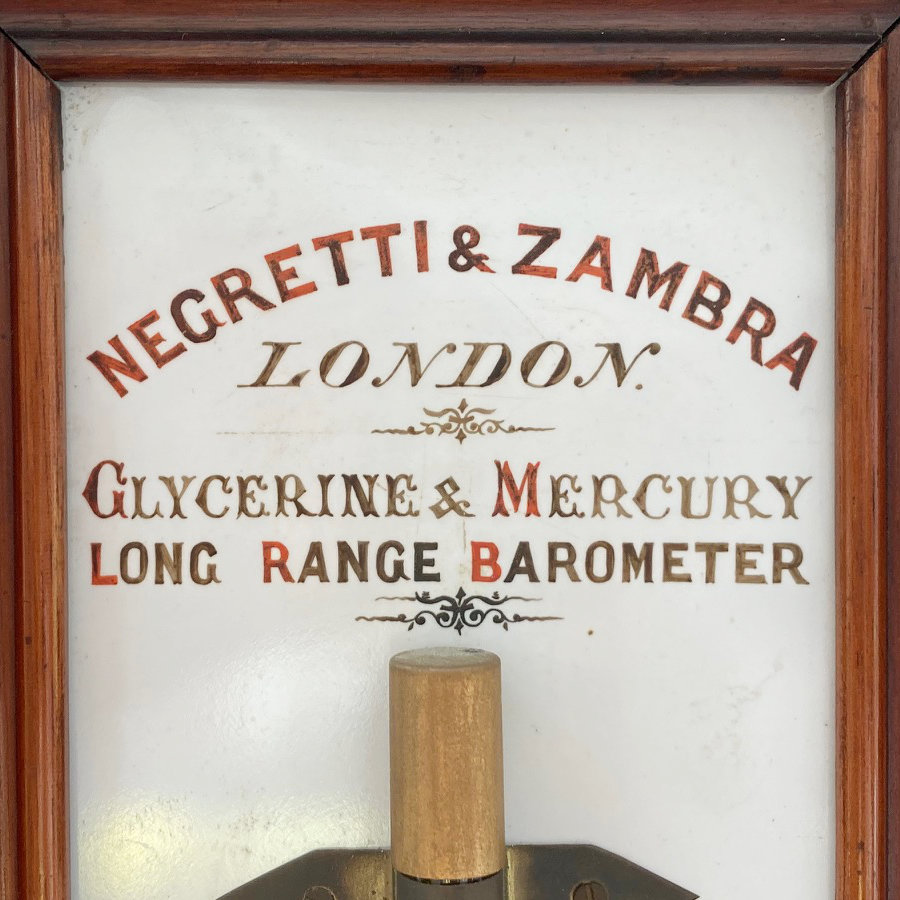 NEGRETTI & ZAMBRA
LONDON.
GLYCERINE & MERCURY
LONG RANGE BAROMETER